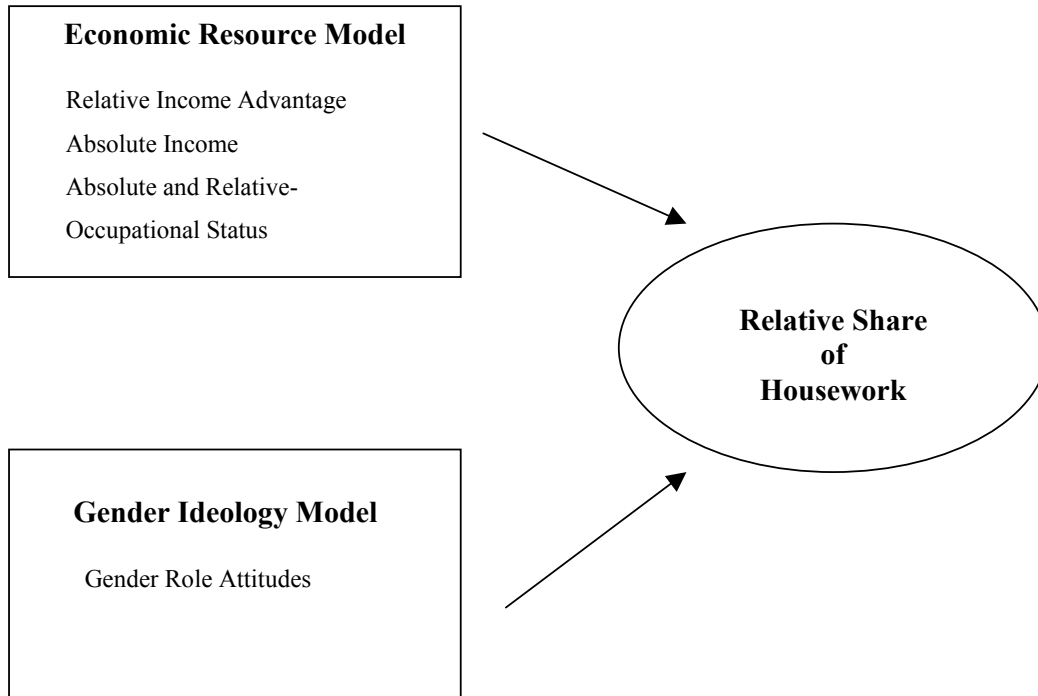 Economic Resource Model
Relative Income Advantage
Absolute Income
Absolute and Relative-
Occupational Status
Relative Share
of
Housework
Gender Ideology Model
Gender Role Attitudes